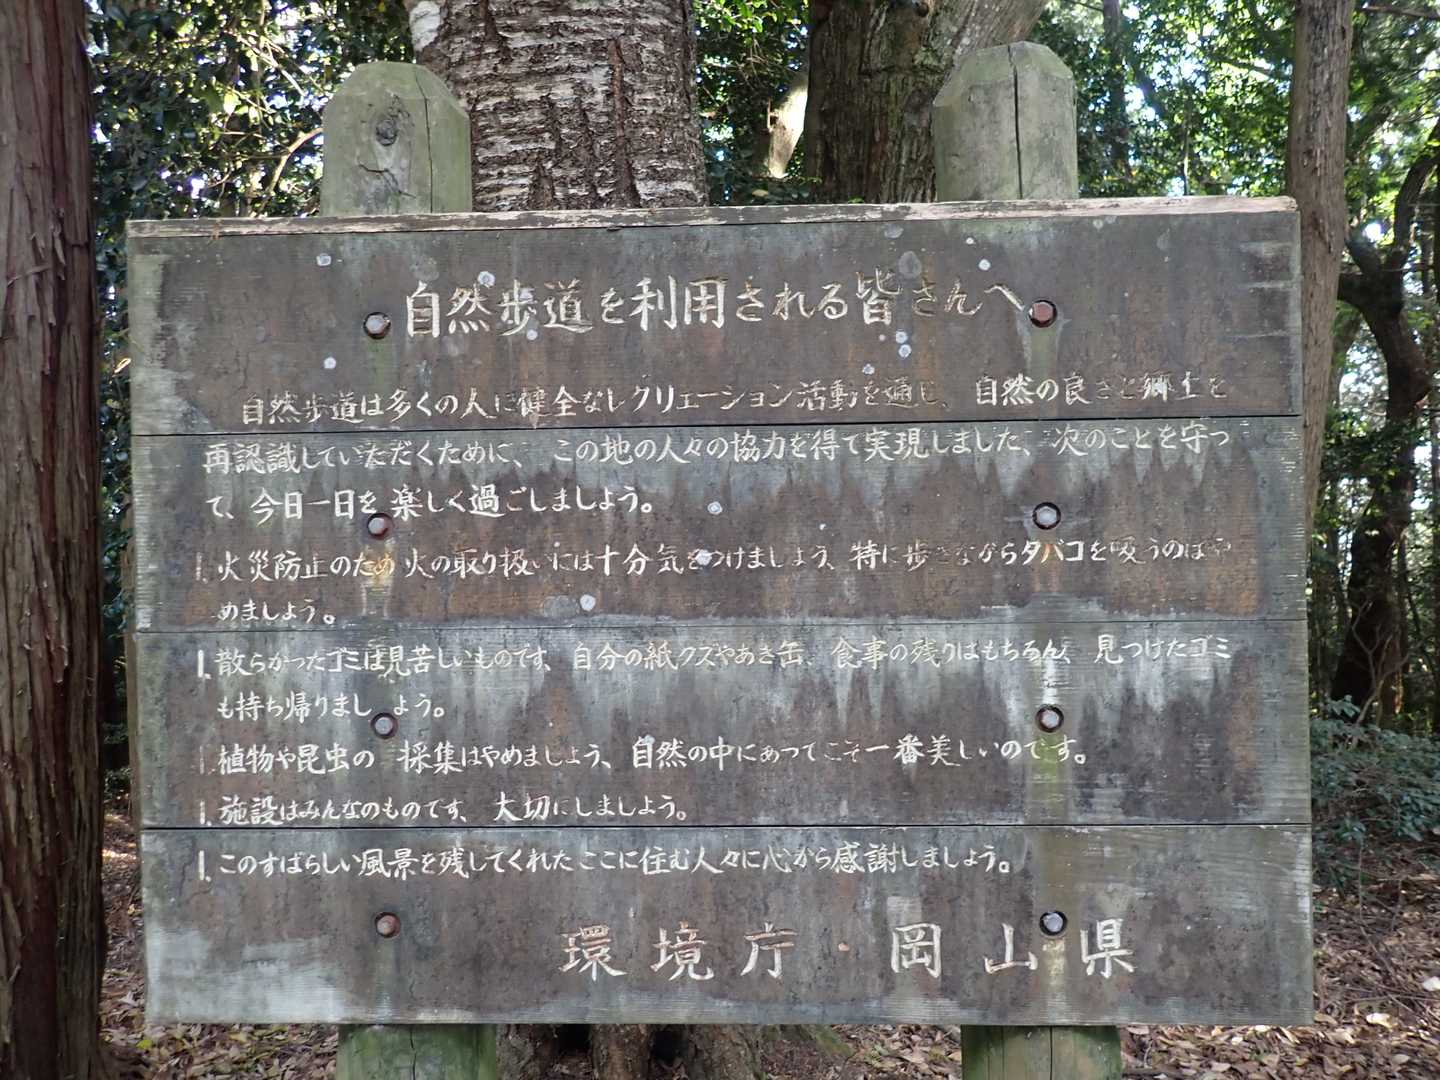 自然歩道を利用される皆さんへ
自然歩道は多くの人に健全なレクリェーション活動を通じ、自然の良さと郷土を
再認識していただくために、この地の人々の協力を得て実現しました、次のことを守っ
て、今日一日を楽しく過ごしましよう。
1.火災防止のため火の取り扱いには十分気をつけましよう、特に歩きながらタバコを吸うのはや
めましよう。
1.散らかったゴミは見苦しいものです、自分の紙クズやあき缶、食事の残りはもちろん、見つけたゴミ
も持ち帰りましよう。
1.植物や昆虫の採集はやめましよう、自然の中にあつてこそ一番美しいのです。
1.施設はみんなのものです、大切にしましよう。
1.このすばらしい風景を残してくれたここに住む人々に心から感謝しましよう。
環境庁・岡山県